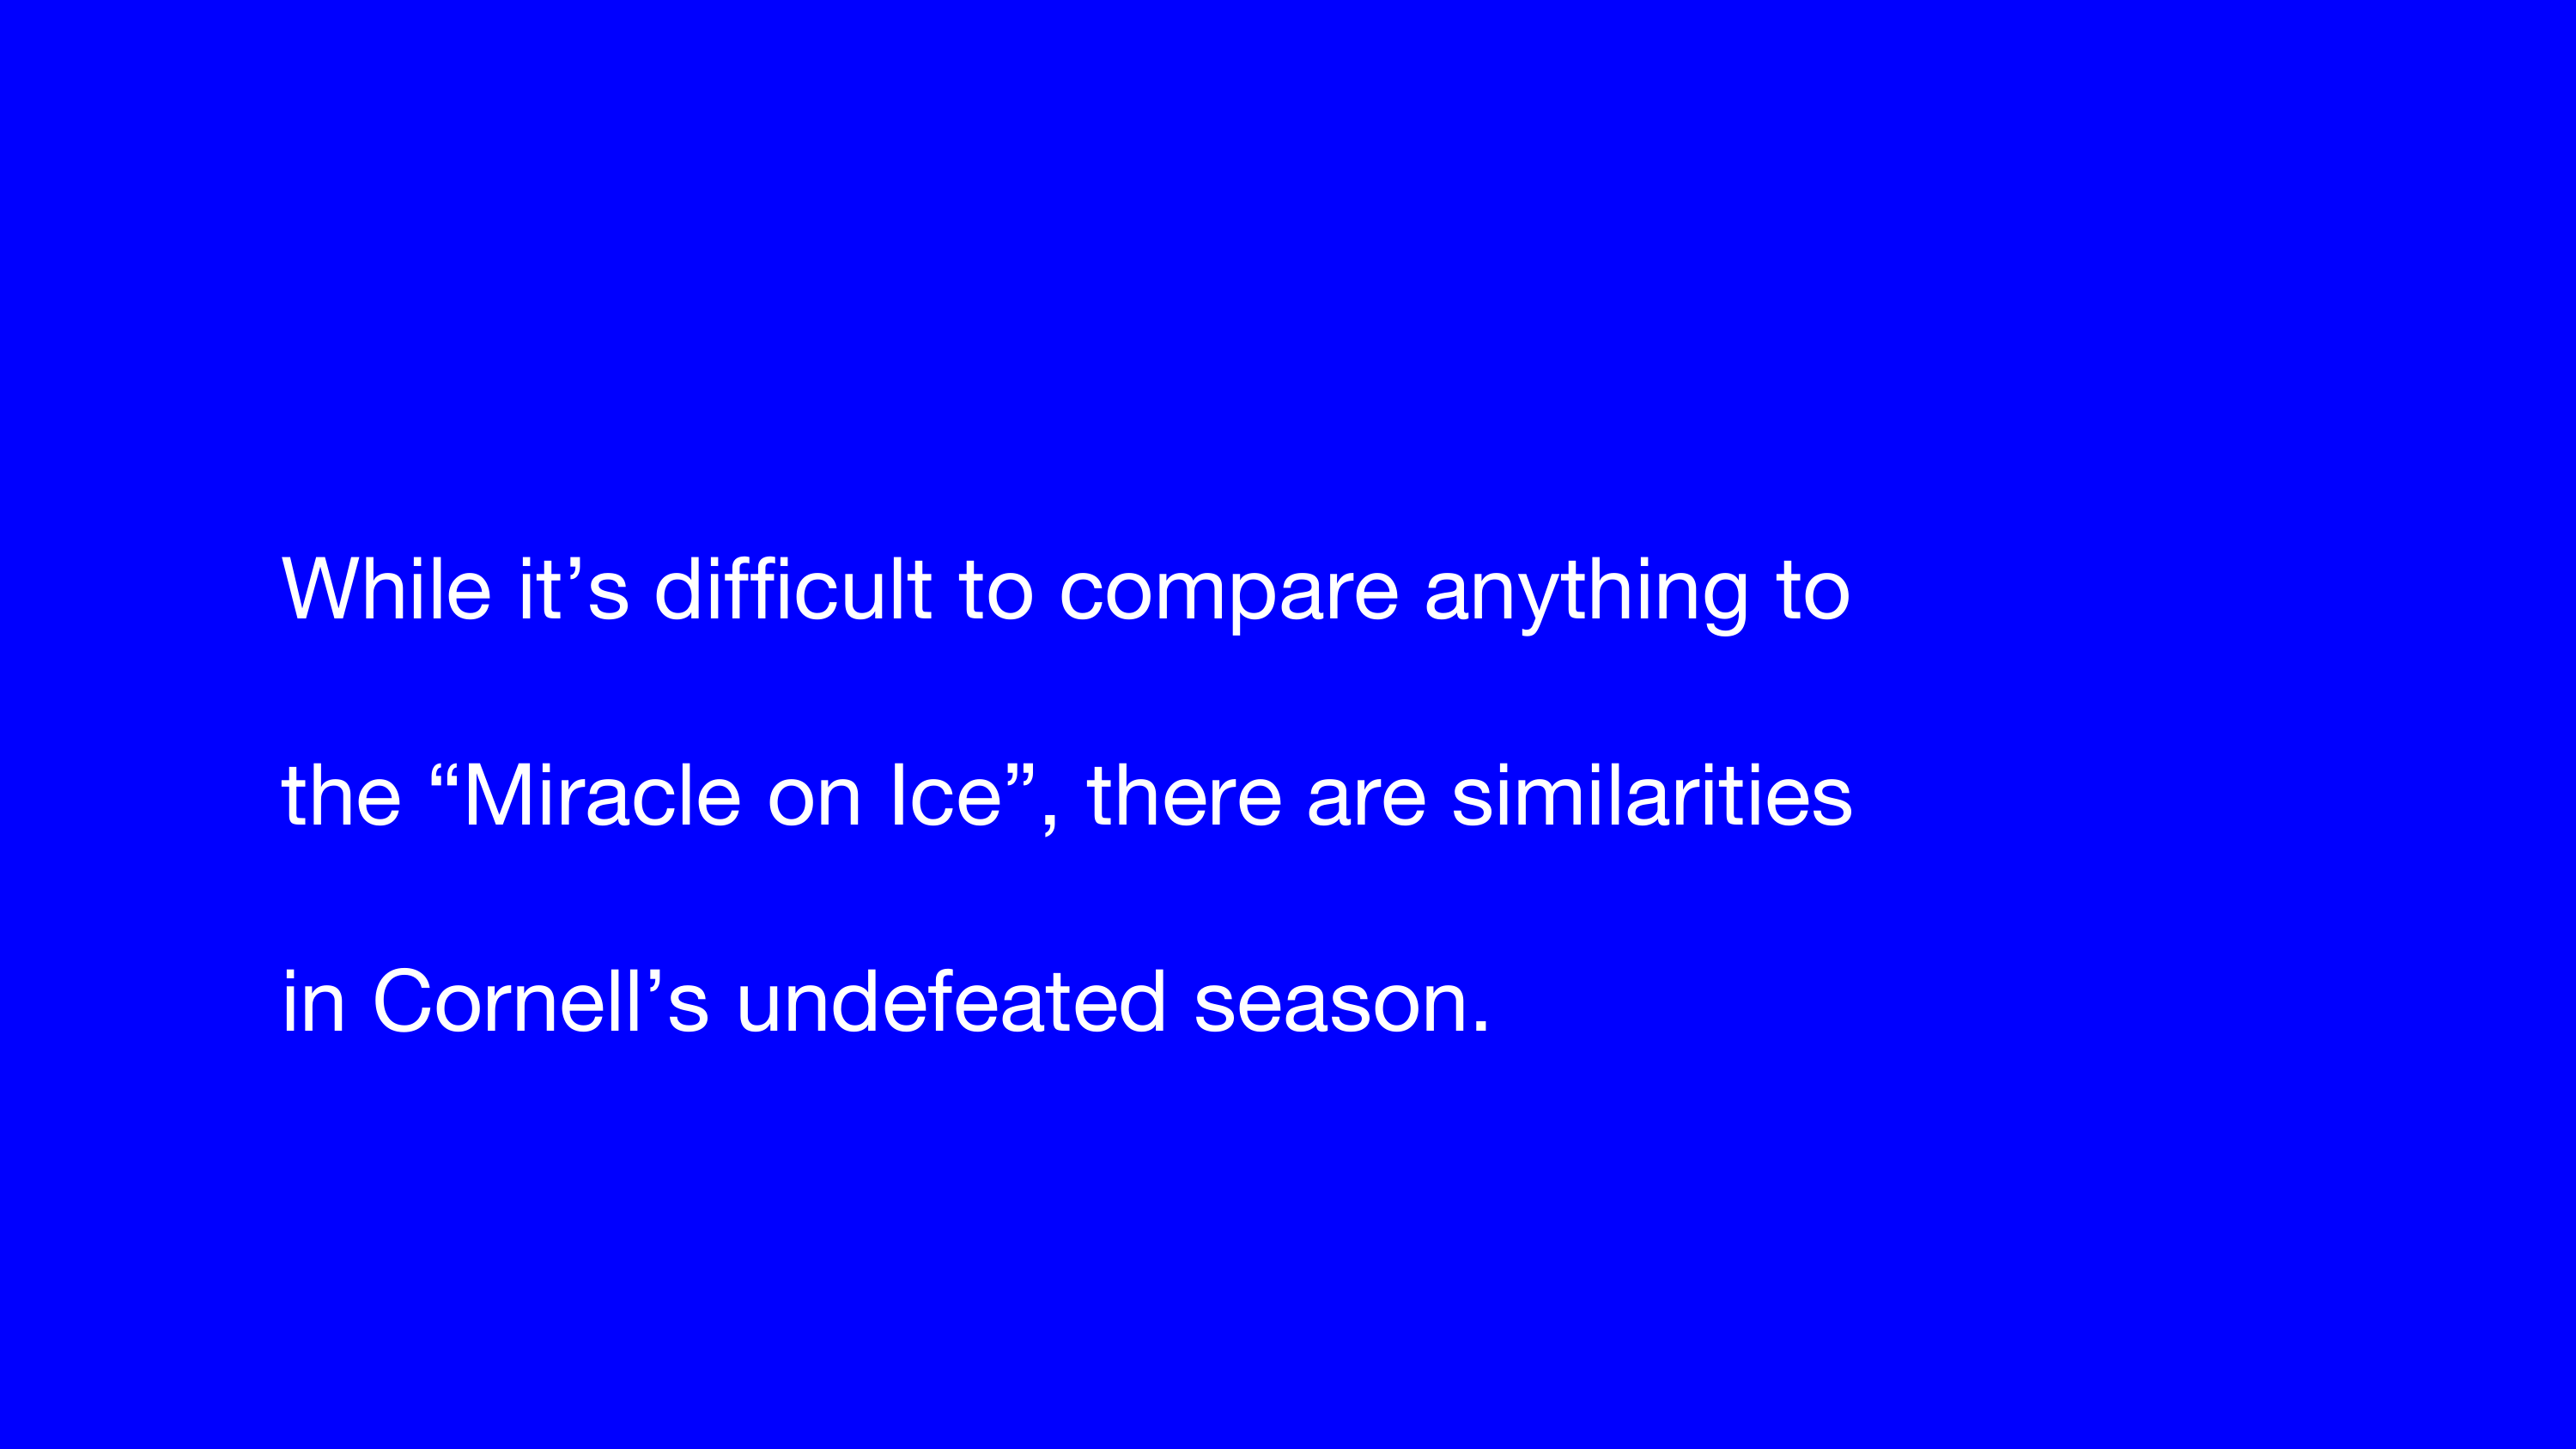 While it’s difficult to compare anything to
the “Miracle on Ice”, there are similarities
in Cornell’s undefeated season.